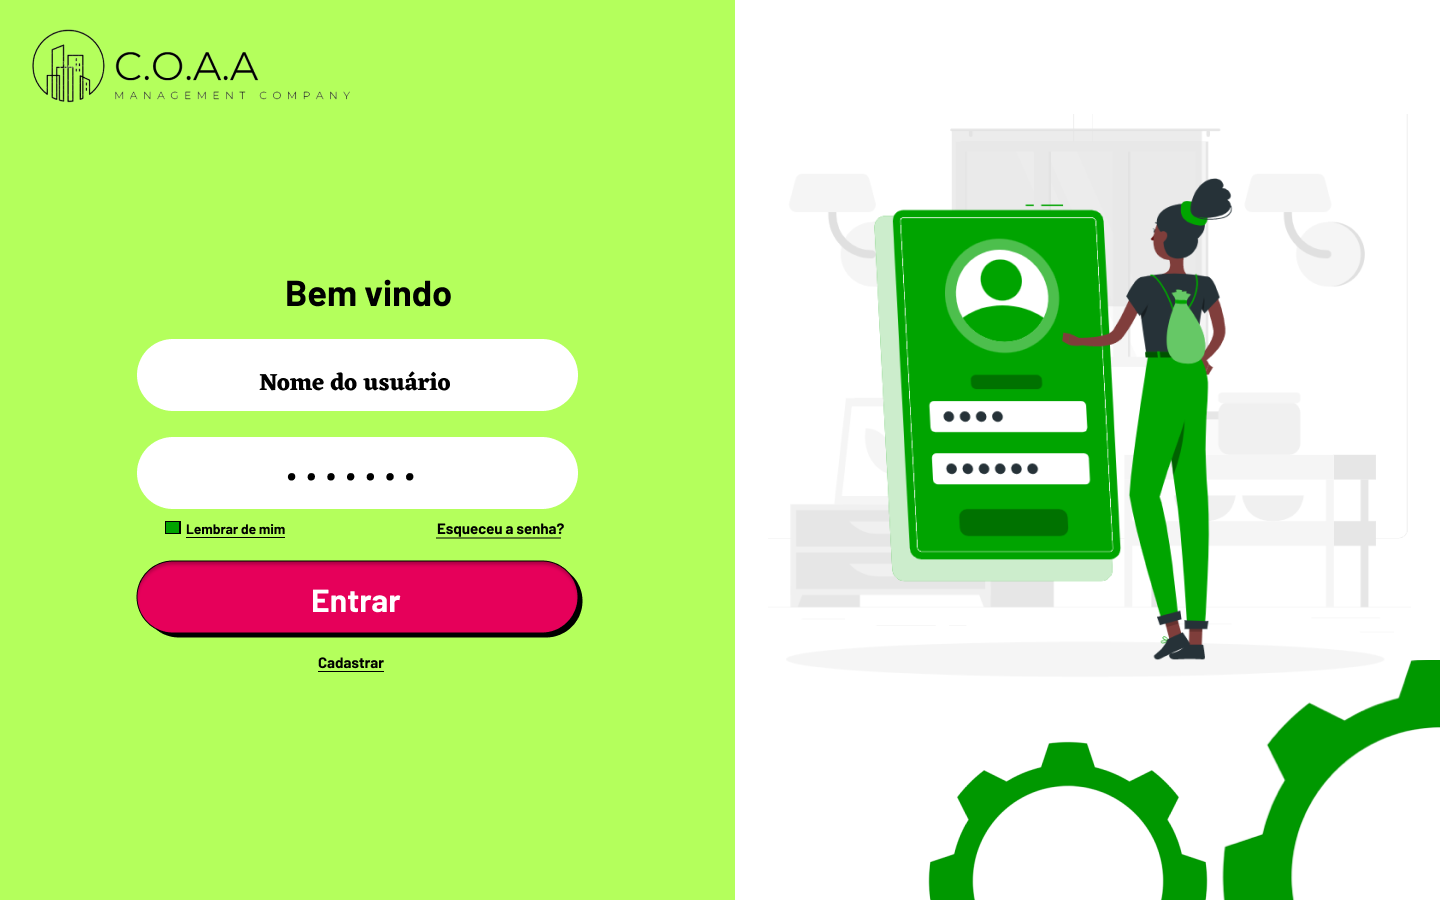 C.O.A.A
MANAGEMENT COMPANY
Bem vindo
Nome do usuário
Lembrar de mim
Esqueceu a senha?
Entrar
Cadastrar